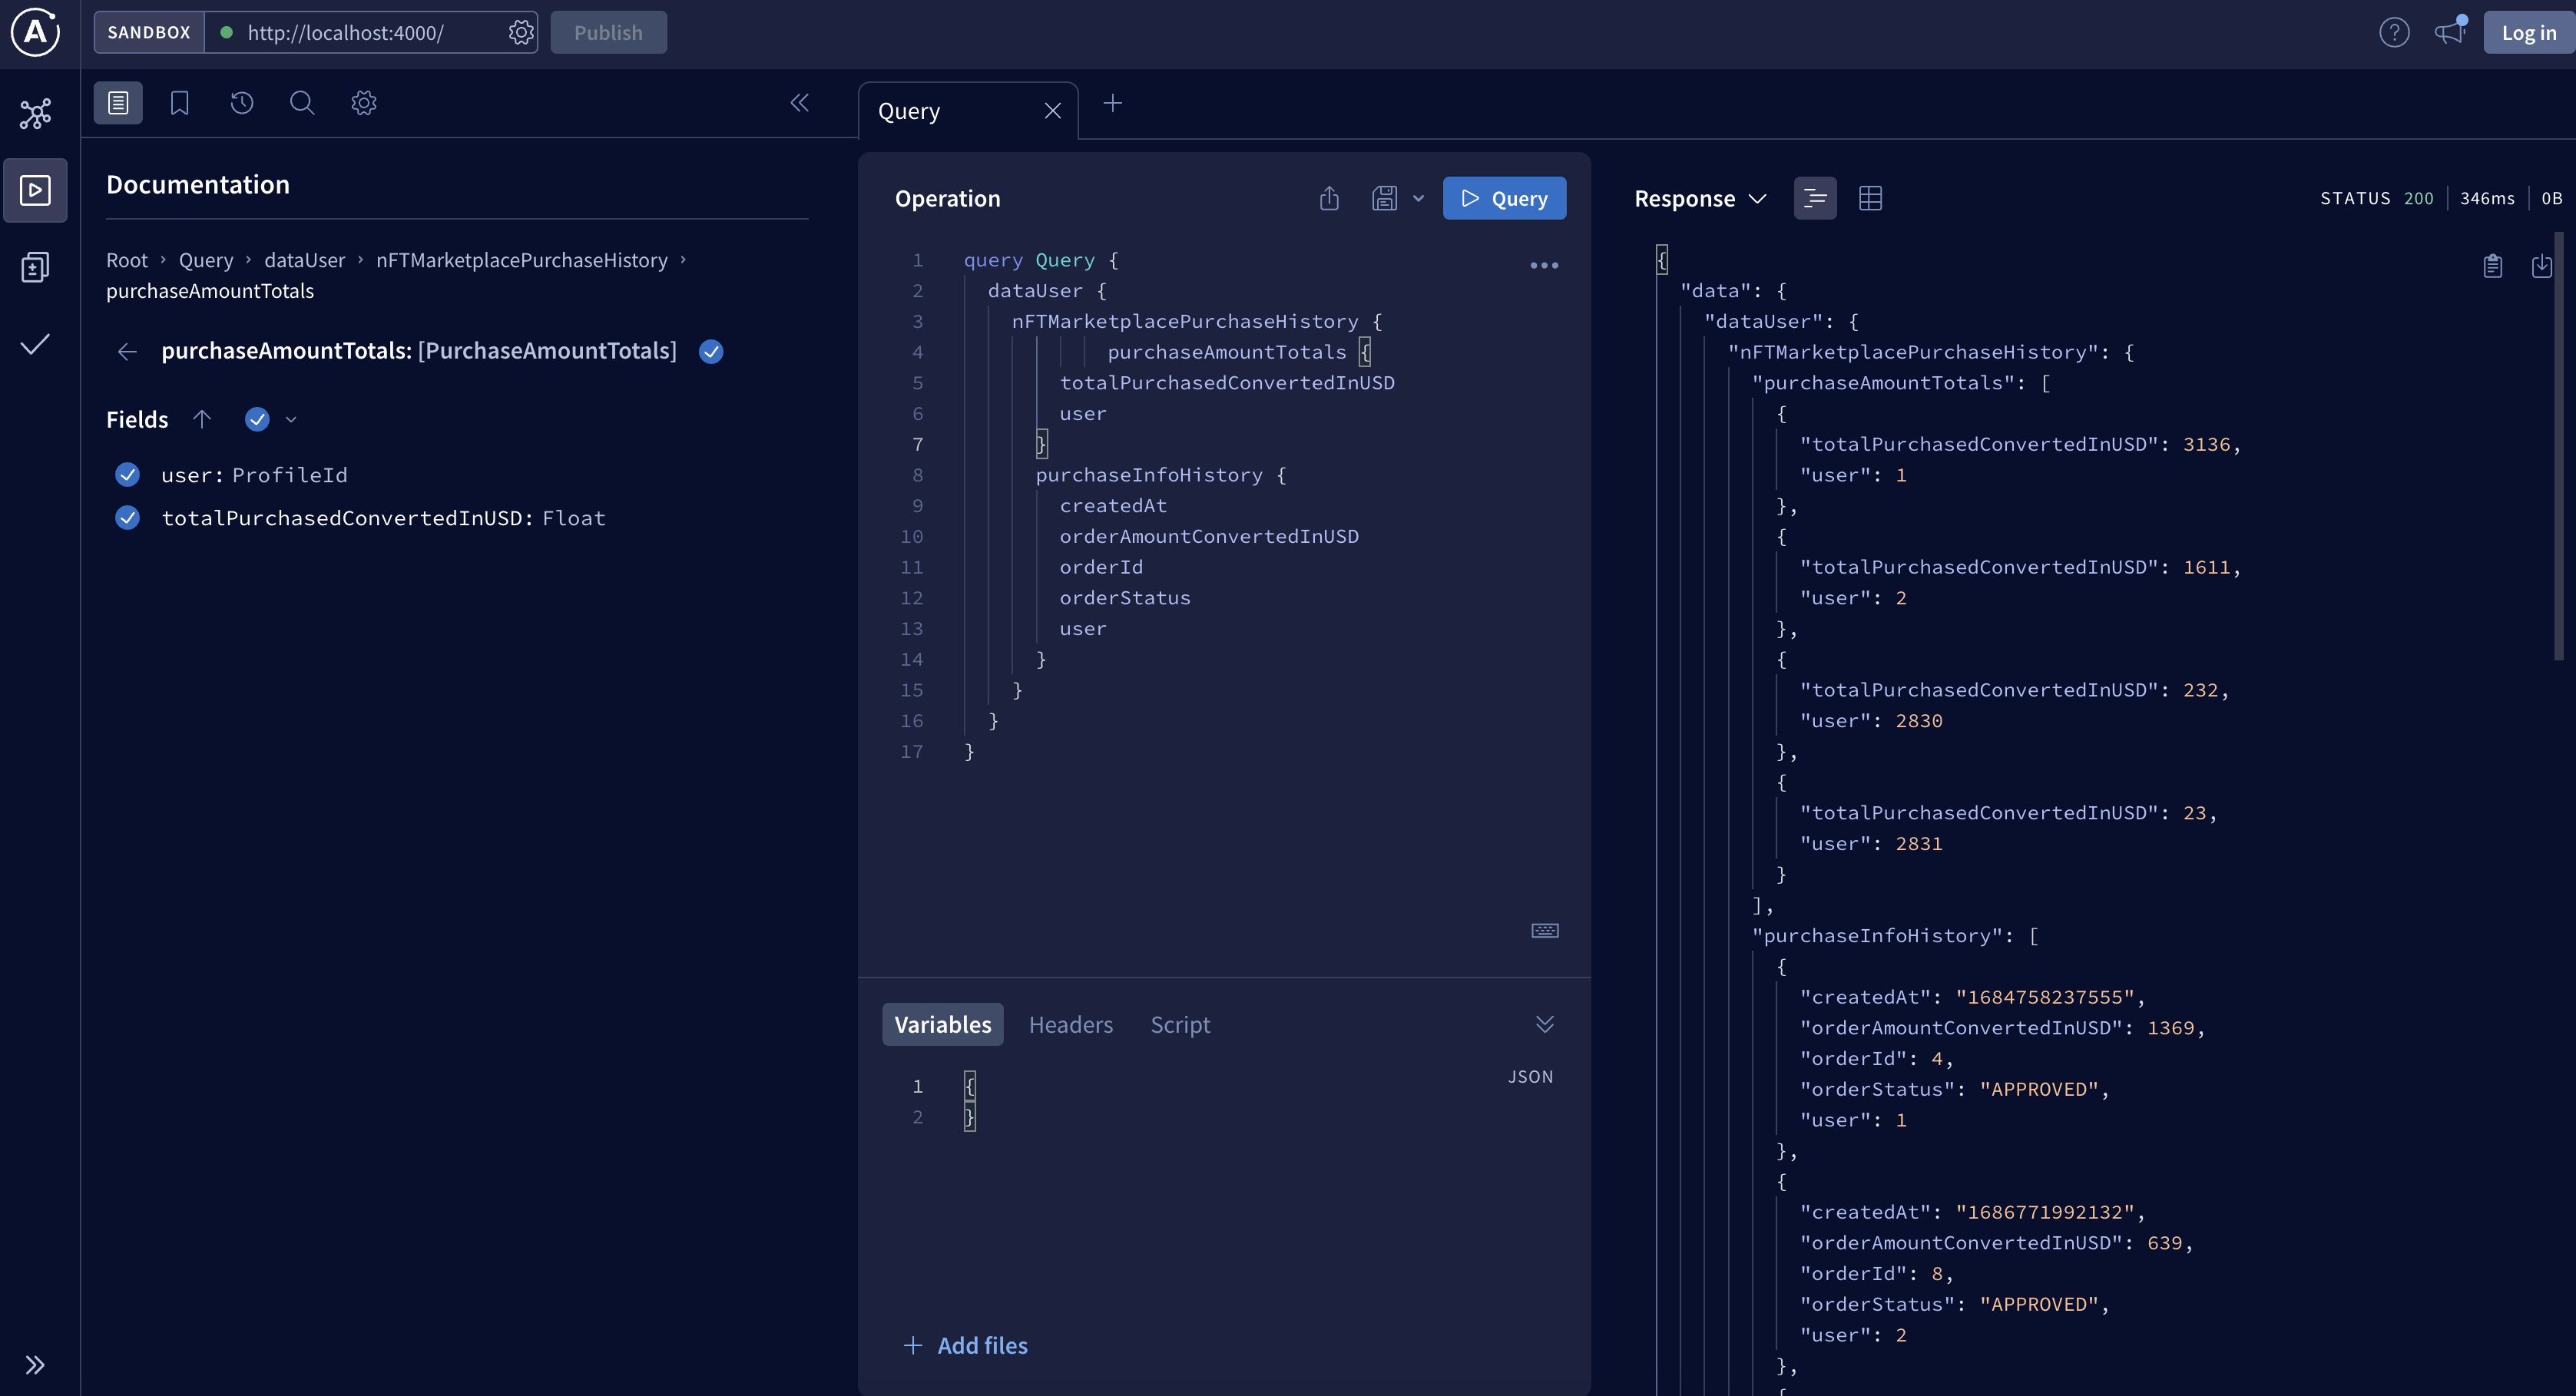 A
SANDBOX http://localhost:4000/ Publish ? Log in
Query
Documentation
Root › Query › dataUser › nFTMarketplacePurchaseHistory ›
purchaseAmountTotals
purchaseAmountTotals: [PurchaseAmountTotals]
Fields
user: ProfileId
totalPurchasedConvertedInUSD: Float
Operation Query
1 query Query {
2 dataUser {
3 nFTMarketplacePurchaseHistory {
4 purchaseAmountTotals {
5 totalPurchasedConvertedInUSD
6 user
7 }
8 purchaseInfoHistory {
9 createdAt
10 orderAmountConvertedInUSD
11 orderId
12 orderStatus
13 user
14 }
15 }
16 }
17 }
Variables Headers Script
JSON
1 {
2 }
Add files
Response STATUS 200 346ms 0B
{
"data": {
"dataUser": {
"nFTMarketplacePurchaseHistory": {
"purchaseAmountTotals": [
{
"totalPurchasedConvertedInUSD": 3136,
"user": 1
},
{
"totalPurchasedConvertedInUSD": 1611,
"user": 2
},
{
"totalPurchasedConvertedInUSD": 232,
"user": 2830
},
{
"totalPurchasedConvertedInUSD": 23,
"user": 2831
}
],
"purchaseInfoHistory": [
{
"createdAt": "1684758237555",
"orderAmountConvertedInUSD": 1369,
"orderId": 4,
"orderStatus": "APPROVED",
"user": 1
},
{
"createdAt": "1686771992132",
"orderAmountConvertedInUSD": 639,
"orderId": 8,
"orderStatus": "APPROVED",
"user": 2
},
{